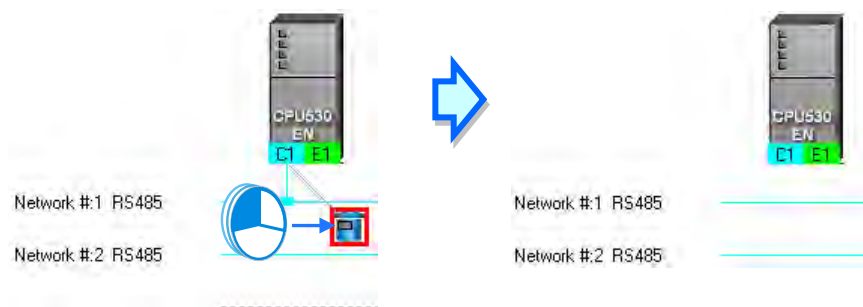 CPU530
EN
C1 E1
Network #:1 RS485
Network #:2 RS485
CPU530
EN
C1 E1
Network #:1 RS485
Network #:2 RS485